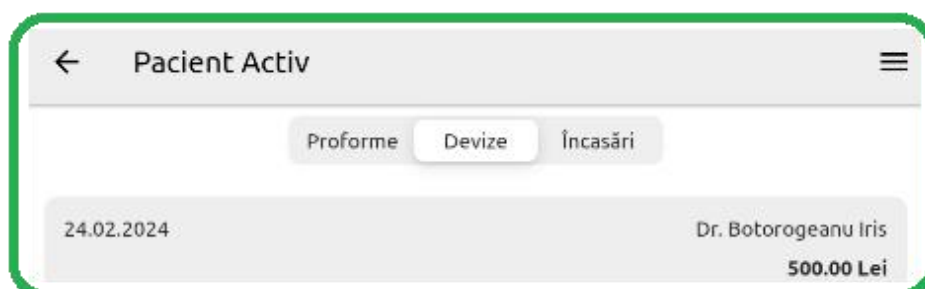 Pacient Activ
Proforme Devize Încasări
24.02.2024 Dr. Botorogeanu Iris
500.00 Lei